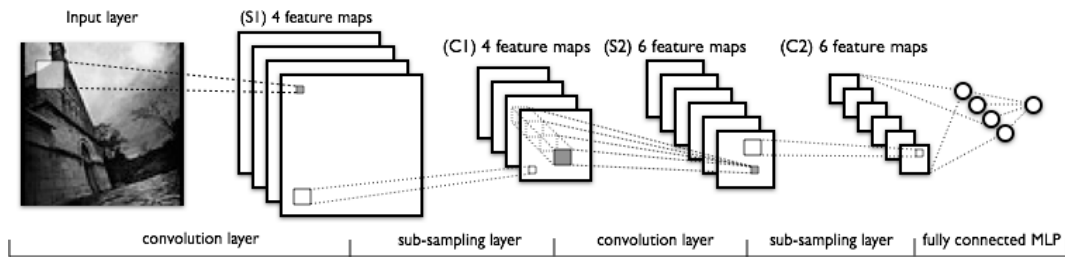 Input layer
(S1) 4 feature maps
(C1) 4 feature maps
(S2) 6 feature maps
(C2) 6 feature maps
convolution layer
sub-sampling layer
convolution layer
sub-sampling layer
fully connected MLP